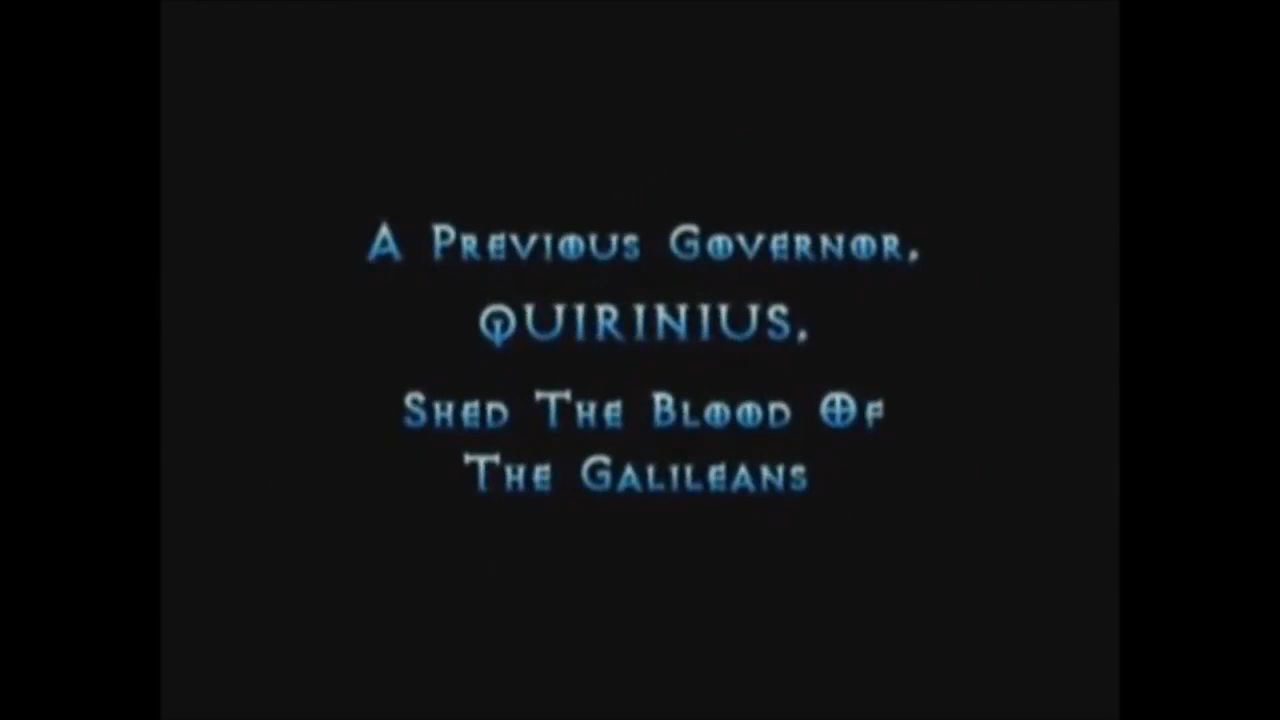 A Previous Governor,
QUIRINIUS,
Shed The Blood Of
The Galileans